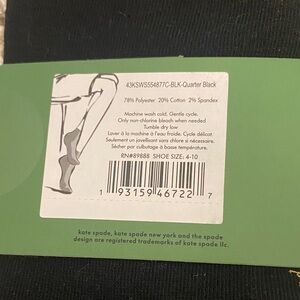 43KSWS554877C-BLK-Quarter Black
78% Polyester 20% Cotton 2% Spandex
Machine wash cold. Gentle cycle.
Only non-chlorine bleach when needed
Tumble dry low
Laver à la machine à l'eau froide. Cycle délicat.
Seulement un javellisant sans chlore si nécessaire.
Sécher par culbutage à basse température.
RN#89888 SHOE SIZE: 4-10
1 93159 46722 7
kate spade, kate spade new york and the spade
design are registered trademarks of kate spade llc.